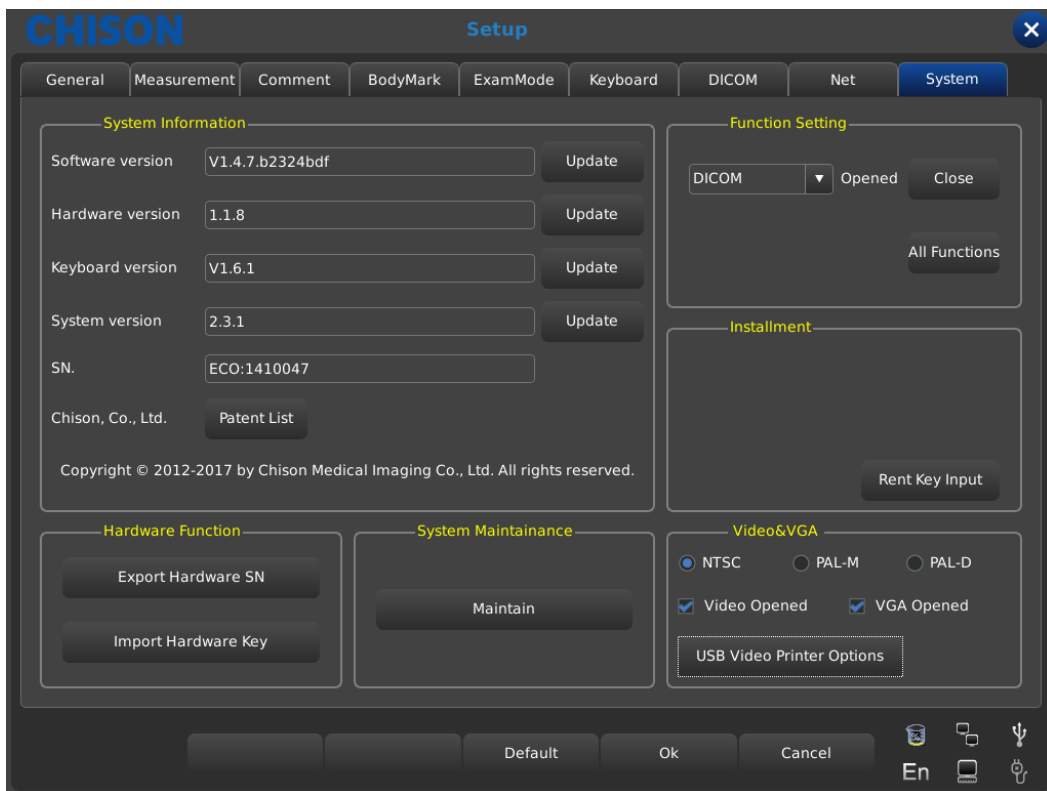 CHISON
Setup
General Measurement Comment BodyMark ExamMode Keyboard DICOM Net System
System Information
Software version V1.4.7.b2324bdf Update
Hardware version 1.1.8 Update
Keyboard version V1.6.1 Update
System version 2.3.1 Update
SN. ECO:1410047
Chison, Co., Ltd. Patent List
Copyright © 2012-2017 by Chison Medical Imaging Co., Ltd. All rights reserved.
Function Setting
DICOM Opened Close
All Functions
Installment
Rent Key Input
Hardware Function
Export Hardware SN
Import Hardware Key
System Maintainance
Maintain
Video&VGA
NTSC PAL-M PAL-D
Video Opened VGA Opened
USB Video Printer Options
Default Ok Cancel
En